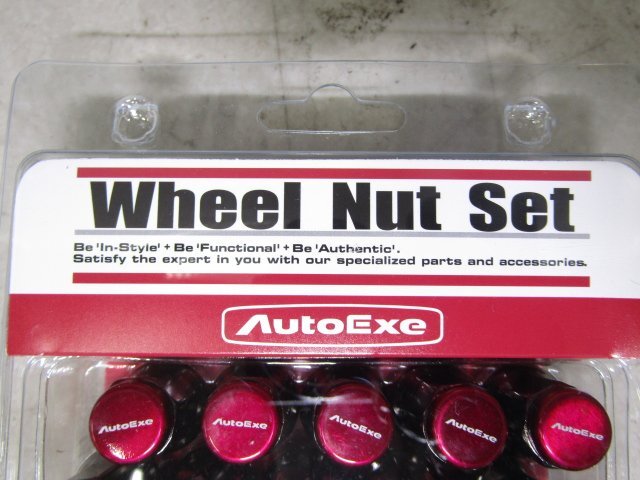 Wheel Nut Set
Be 'In-Style' + Be 'Functional' + Be 'Authentic'.
Satisfy the expert in you with our specialized parts and accessories.
AutoExe
AutoExe
AutoExe
AutoExe
AutoExe
AutoExe